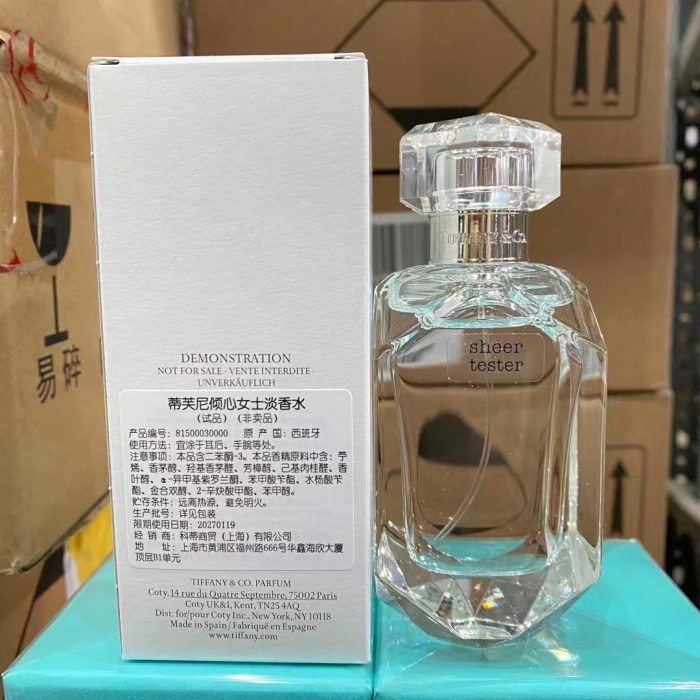 易碎
DEMONSTRATION
NOT FOR SALE - VENTE INTERDITE -
UNVERKÄUFLICH
蒂芙尼倾心女士淡香水
(试品) (非卖品)
产品编号: 81500030000 原 产 国: 西班牙
使用方法: 宜涂于耳后、手腕等处。
注意事项: 本品含二苯酮-3。本品香精原料中含: 苧
烯、香茅醇、羟基香茅醛、芳樟醇、己基肉桂醛、香
叶醇、α-异甲基紫罗兰酮、苯甲酸苄酯、水杨酸苄
酯、金合欢醇、2-辛炔酸甲酯、苯甲醇。
贮存条件: 远离热源, 避免明火。
生产批号: 详见包装
限期使用日期: 20270119
经 销 商: 科蒂商贸 (上海) 有限公司
地 址: 上海市黄浦区福州路666号华鑫海欣大厦
顶层B1单元
TIFFANY & CO. PARFUM
Coty, 14 rue du Quatre Septembre, 75002 Paris
Coty UK&I, Kent, TN25 4AQ
Dist. for/pour Coty Inc., New York, NY 10118
Made in Spain / Fabriqué en Espagne
www.tiffany.com
TIFFANY & Co.
sheer
tester